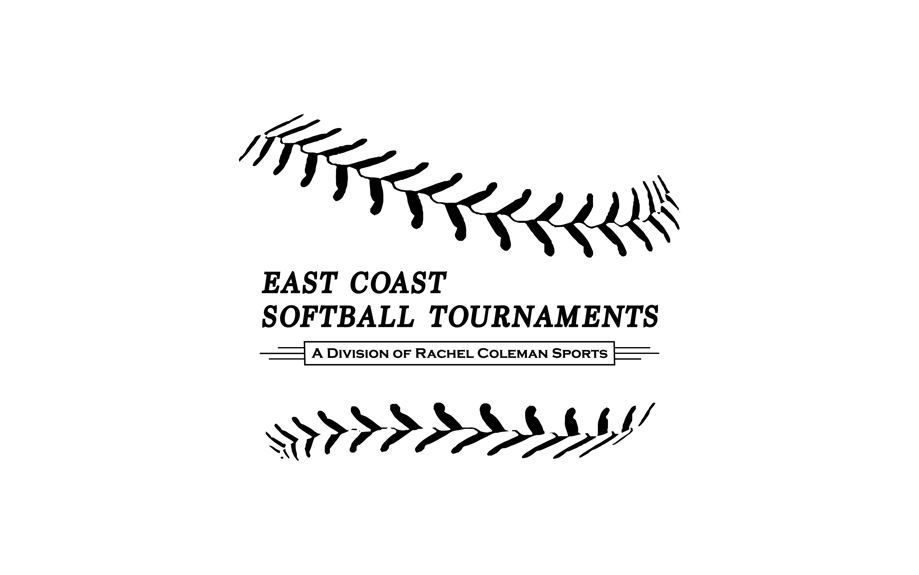 EAST COAST
SOFTBALL TOURNAMENTS
A DIVISION OF RACHEL COLEMAN SPORTS